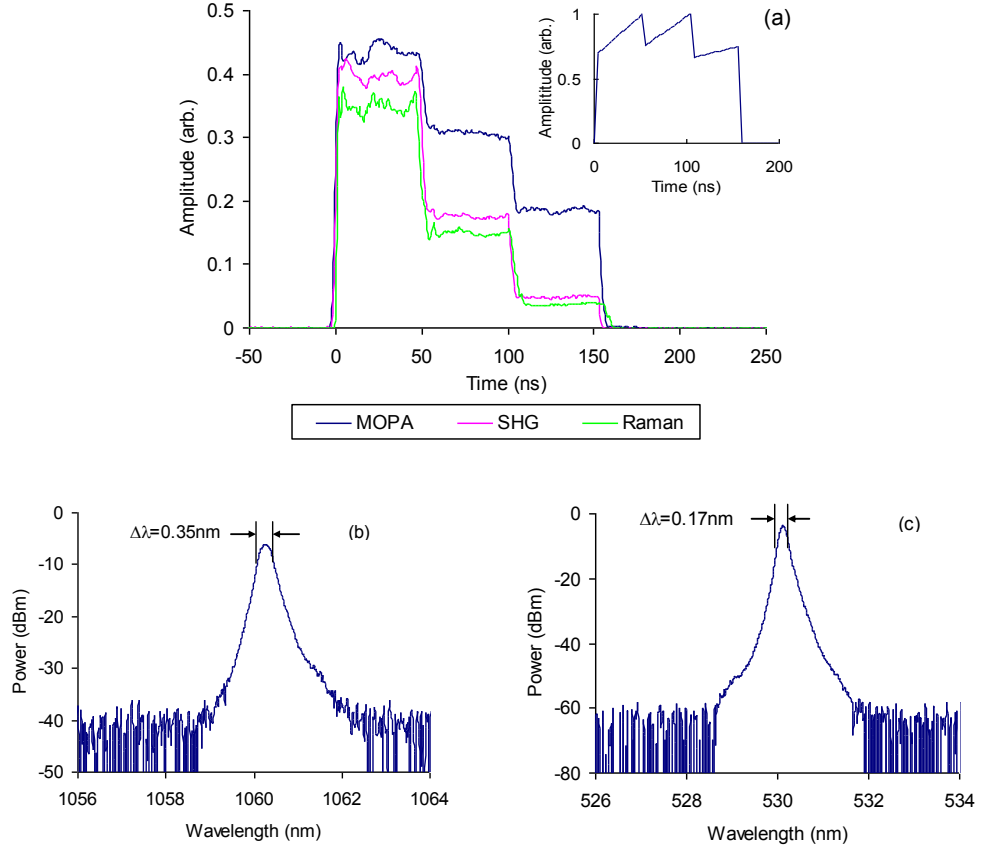 (a)
Amplitude (arb.)
0.5
0.4
0.3
0.2
0.1
0
-50
0
50
100
150
200
250
Time (ns)
Ampltitude (arb.)
1
0.5
0
0
100
200
Time (ns)
MOPA SHG Raman
(b)
Δλ=0.35nm
Power (dBm)
0
-10
-20
-30
-40
-50
1056
1058
1060
1062
1064
Wavelength (nm)
(c)
Δλ=0.17nm
Power (dBm)
0
-20
-40
-60
-80
526
528
530
532
534
Wavelength (nm)